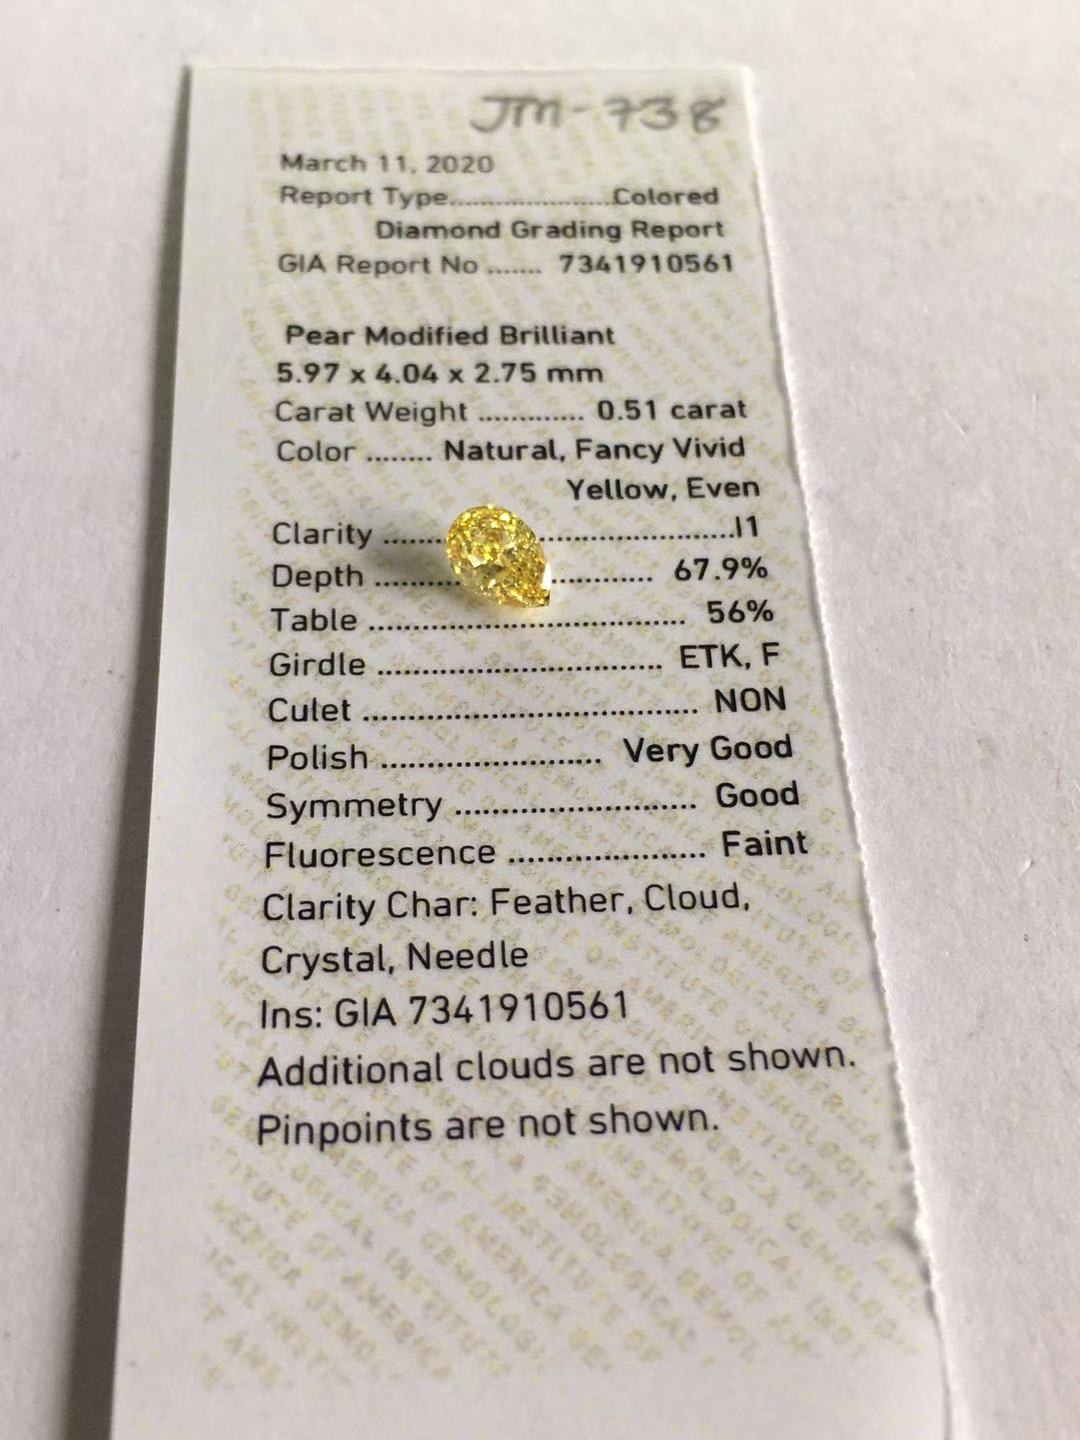 JM-738
March 11, 2020
Report Type......................Colored
Diamond Grading Report
GIA Report No ....... 7341910561
Pear Modified Brilliant
5.97 x 4.04 x 2.75 mm
Carat Weight ............. 0.51 carat
Color ........ Natural, Fancy Vivid
Yellow, Even
Clarity .................................I1
Depth .................... 67.9%
Table ..................................... 56%
Girdle ................................. ETK, F
Culet ....................................... NON
Polish ......................... Very Good
Symmetry ........................... Good
Fluorescence ...................... Faint
Clarity Char: Feather, Cloud,
Crystal, Needle
Ins: GIA 7341910561
Additional clouds are not shown.
Pinpoints are not shown.